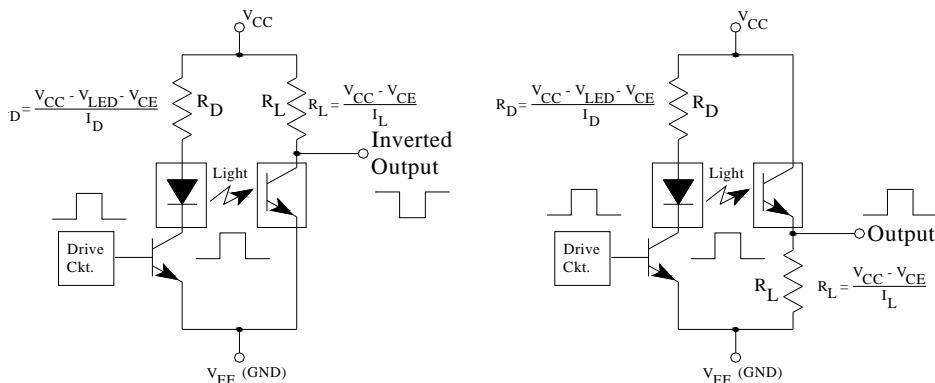 VCC
D = VCC - VLED - VCE / ID
RD
RL
RL = VCC - VCE / IL
Inverted
Output
Light
Drive
Ckt.
VEE (GND)
VCC
RD = VCC - VLED - VCE / ID
RD
Light
Drive
Ckt.
Output
RL
RL = VCC - VCE / IL
VEE (GND)